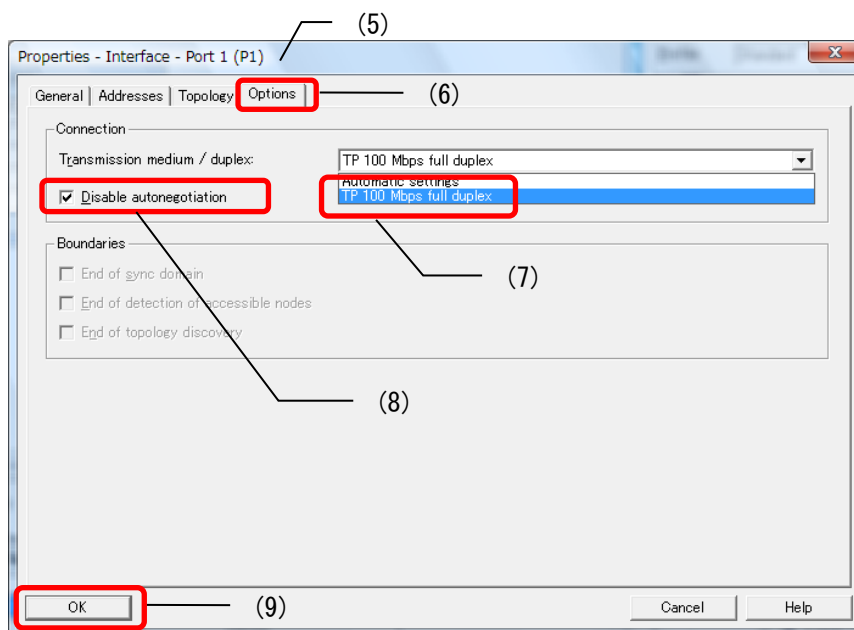 (5)
Properties - Interface - Port 1 (P1)
General Addresses Topology Options
(6)
Connection
Transmission medium / duplex:
TP 100 Mbps full duplex
Automatic settings
Disable autonegotiation
TP 100 Mbps full duplex
(7)
Boundaries
End of sync domain
End of detection of accessible nodes
End of topology discovery
(8)
OK
(9)
Cancel
Help